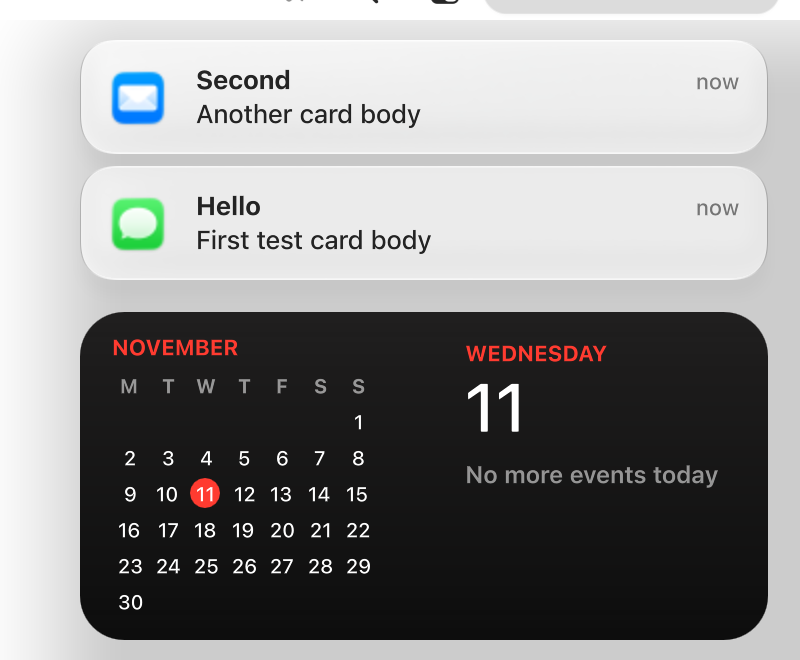 Second
now
Another card body
Hello
now
First test card body
NOVEMBER
M T W T F S S
1
2 3 4 5 6 7 8
9 10 11 12 13 14 15
16 17 18 19 20 21 22
23 24 25 26 27 28 29
30
WEDNESDAY
11
No more events today